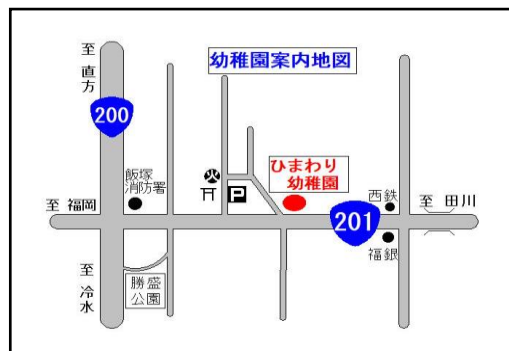 幼稚園案内地図
至 直方
200
飯塚
消防署
火
P
ひまわり
幼稚園
西鉄
至 田川
至 福岡
201
福銀
勝盛
公園
至 冷水